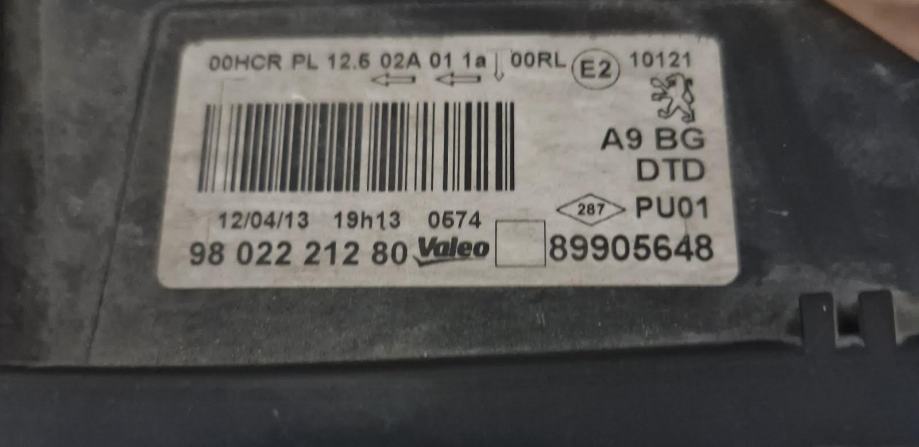 00HCR PL 12.5 02A 01 1a 00RL E2 10121
A9 BG
DTD
287 PU01
12/04/13 19h13 0674
98 022 212 80 Valeo 89905648